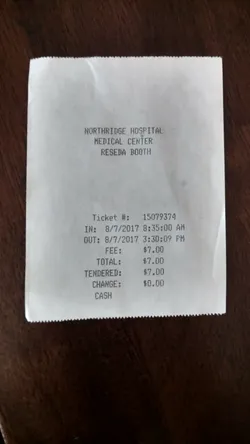 NORTHRIDGE HOSPITAL
MEDICAL CENTER
RESEDA BOOTH
Ticket #: 15079374
IN: 8/7/2017 8:35:00 AM
OUT: 8/7/2017 3:30:09 PM
FEE: $7.00
TOTAL: $7.00
TENDERED: $7.00
CHANGE: $0.00
CASH